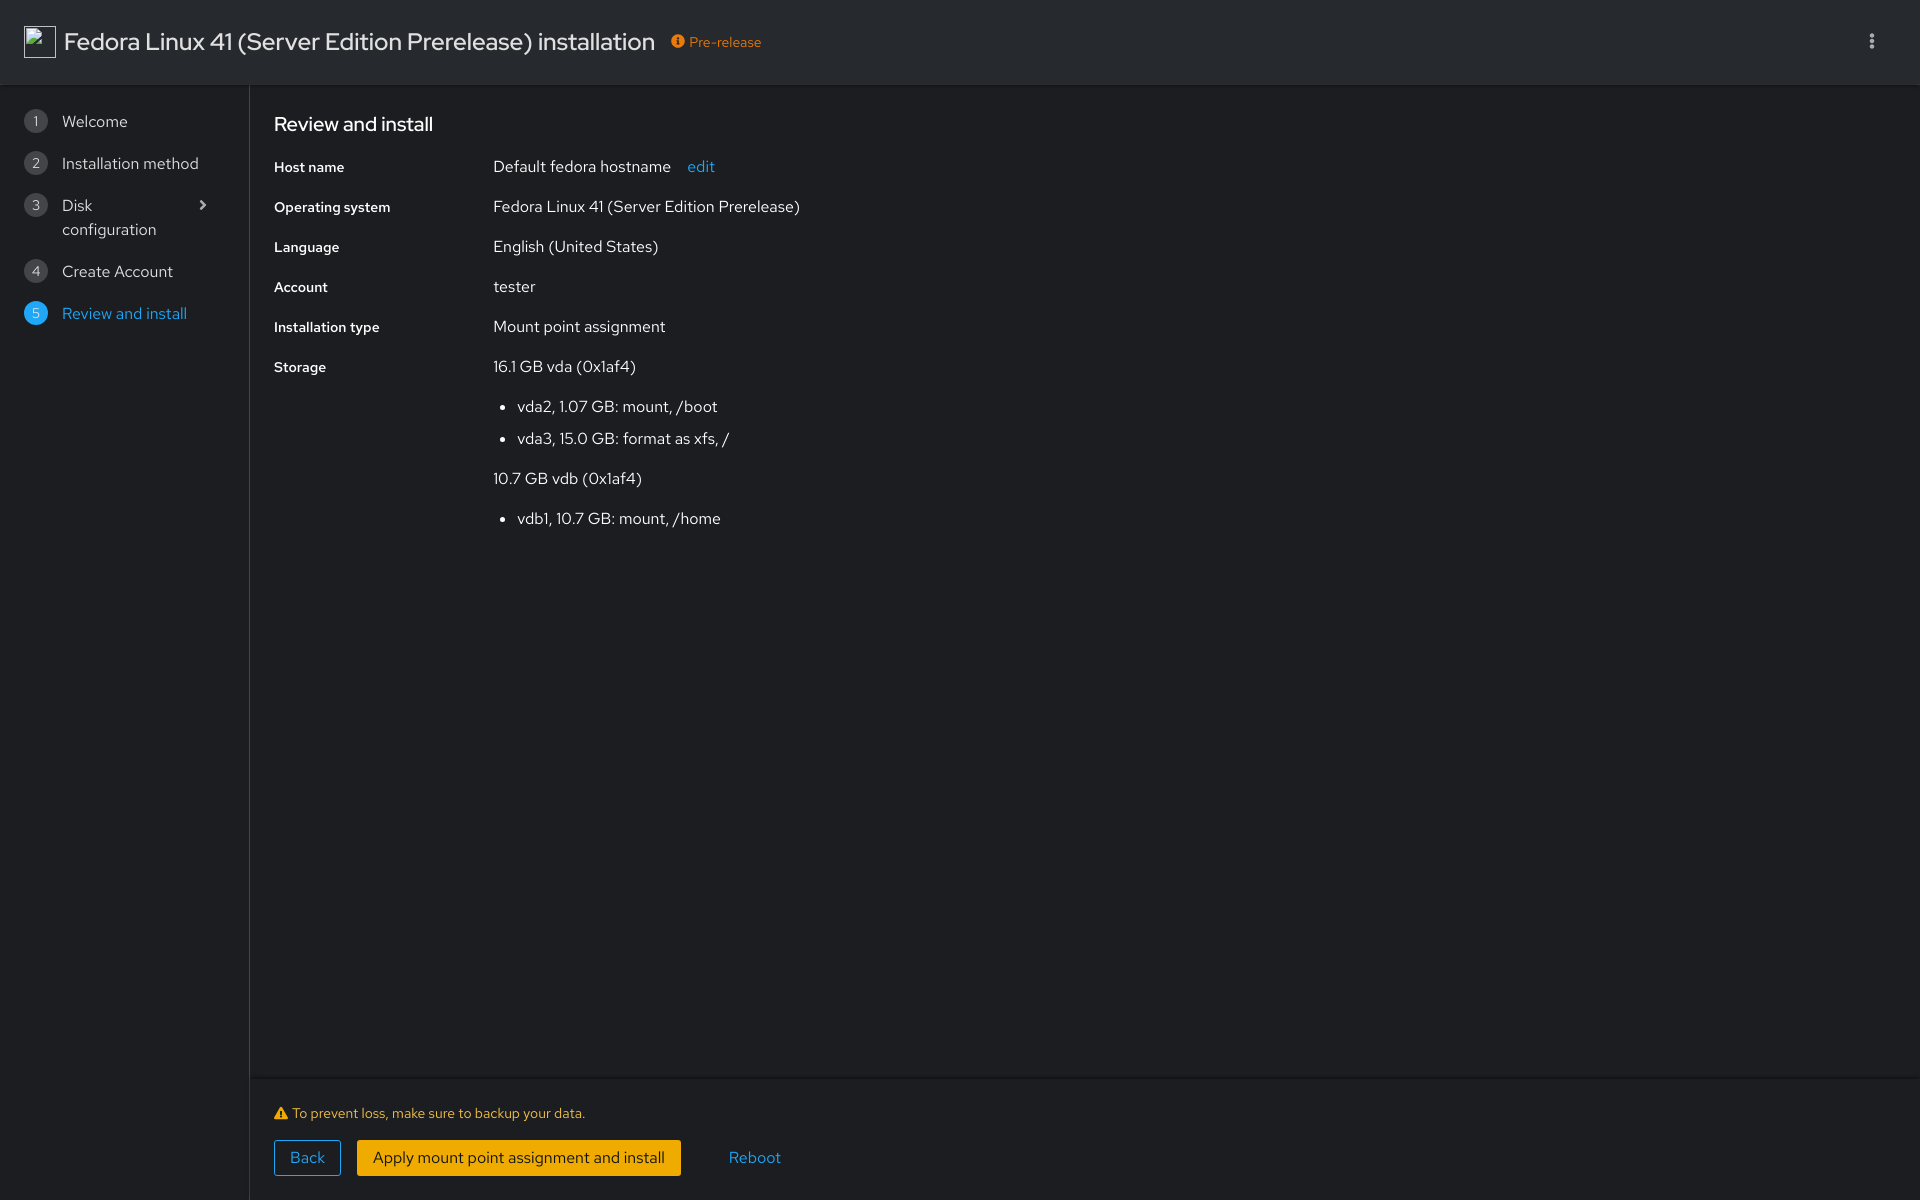 Fedora Linux 41 (Server Edition Prerelease) installation
Pre-release
1 Welcome
2 Installation method
3 Disk
configuration
4 Create Account
5 Review and install
Review and install
Host name Default fedora hostname edit
Operating system Fedora Linux 41 (Server Edition Prerelease)
Language English (United States)
Account tester
Installation type Mount point assignment
Storage 16.1 GB vda (0x1af4)
• vda2, 1.07 GB: mount, /boot
• vda3, 15.0 GB: format as xfs, /
10.7 GB vdb (0x1af4)
• vdb1, 10.7 GB: mount, /home
To prevent loss, make sure to backup your data.
Back Apply mount point assignment and install Reboot